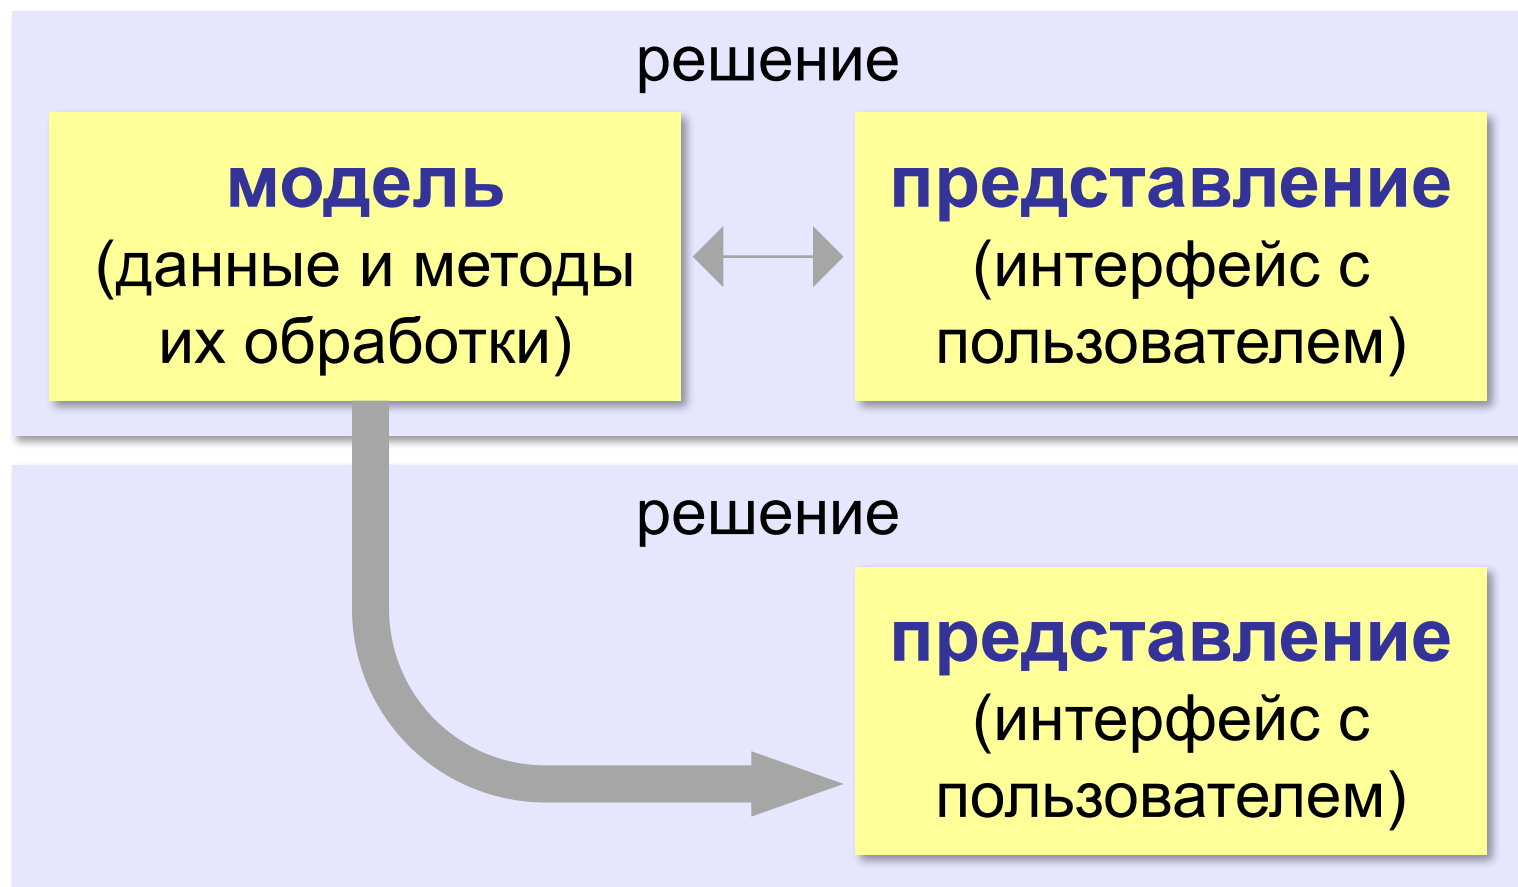 решение
модель
(данные и методы
их обработки)
представление
(интерфейс с
пользователем)
решение
представление
(интерфейс с
пользователем)